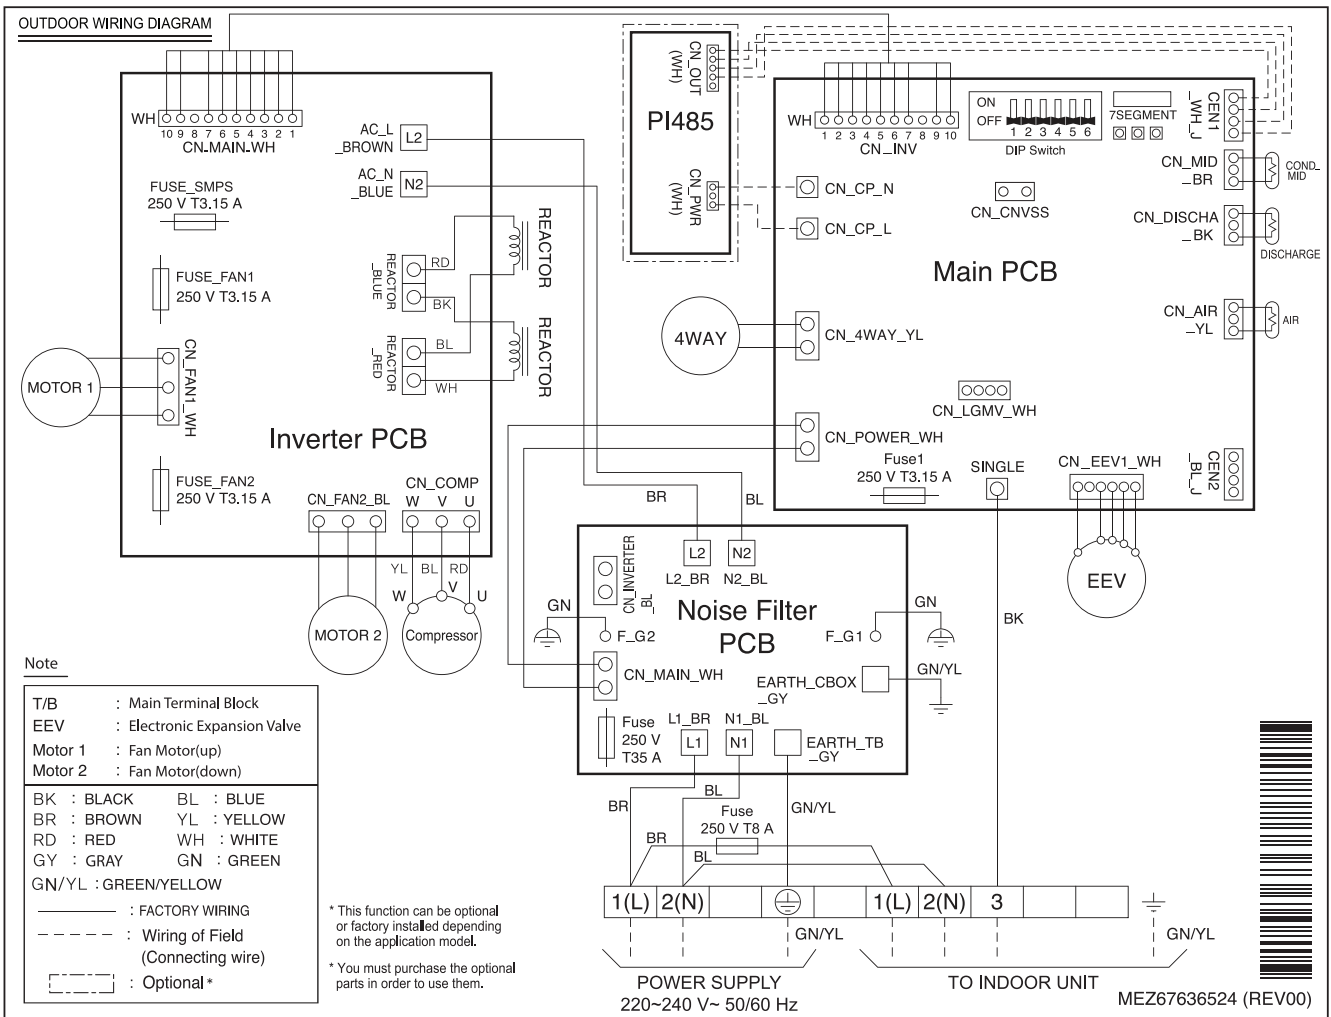 OUTDOOR WIRING DIAGRAM
WH
10 9 8 7 6 5 4 3 2 1
CN-MAIN-WH
AC_L
_BROWN
L2
AC_N
_BLUE
N2
FUSE_SMPS
250 V T3.15 A
FUSE_FAN1
250 V T3.15 A
REACTOR
_BLUE
RD
BK
REACTOR
REACTOR
_RED
BL
WH
REACTOR
MOTOR 1
CN_FAN1_WH
Inverter PCB
FUSE_FAN2
250 V T3.15 A
CN_FAN2_BL
CN_COMP
W V U
YL BL RD
W V U
MOTOR 2
Compressor
CN_OUT
(WH)
PI485
CN_PWR
(WH)
WH
1 2 3 4 5 6 7 8 9 10
CN_INV
ON
OFF
1 2 3 4 5 6
DIP Switch
7SEGMENT
CEN1
_WH_J
CN_MID
_BR
COND_
MID
CN_CP_N
CN_CNVSS
CN_DISCHA
_BK
DISCHARGE
CN_CP_L
Main PCB
CN_AIR
_YL
AIR
4WAY
CN_4WAY_YL
CN_LGMV_WH
CN_POWER_WH
Fuse1
250 V T3.15 A
SINGLE
CN_EEV1_WH
CEN2
_BL_J
EEV
BR
BL
BK
CN_INVERTER
_BL
L2
N2
L2_BR
N2_BL
Noise Filter
PCB
GN
F_G2
F_G1
GN
CN_MAIN_WH
EARTH_CBOX
_GY
GN/YL
Fuse
250 V
T35 A
L1_BR
N1_BL
L1
N1
EARTH_TB
_GY
BR
BL
GN/YL
Fuse
250 V T8 A
BR
BL
1(L) 2(N) 1(L) 2(N) 3
GN/YL
GN/YL
POWER SUPPLY
220~240 V~ 50/60 Hz
TO INDOOR UNIT
MEZ67636524 (REV00)
Note
T/B : Main Terminal Block
EEV : Electronic Expansion Valve
Motor 1 : Fan Motor(up)
Motor 2 : Fan Motor(down)
BK : BLACK BL : BLUE
BR : BROWN YL : YELLOW
RD : RED WH : WHITE
GY : GRAY GN : GREEN
GN/YL : GREEN/YELLOW
: FACTORY WIRING
: Wiring of Field
(Connecting wire)
: Optional *
* This function can be optional
or factory installed depending
on the application model.
* You must purchase the optional
parts in order to use them.